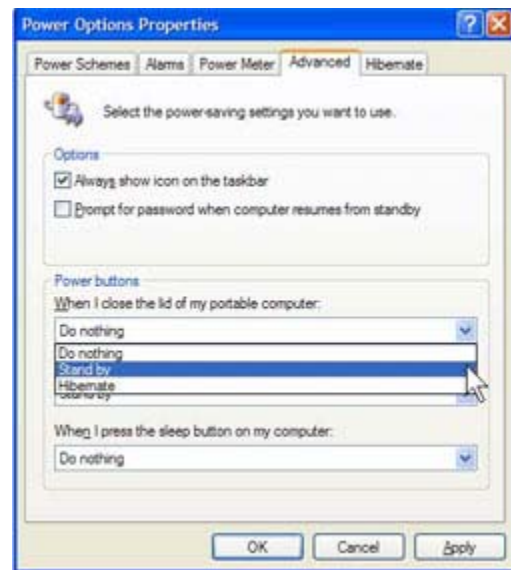 Power Options Properties
Power Schemes Alarms Power Meter Advanced Hibernate
Select the power-saving settings you want to use.
Options
Always show icon on the taskbar
Prompt for password when computer resumes from standby
Power buttons
When I close the lid of my portable computer:
Do nothing
Do nothing
Stand by
Hibernate
Stand by
When I press the sleep button on my computer:
Do nothing
OK Cancel Apply